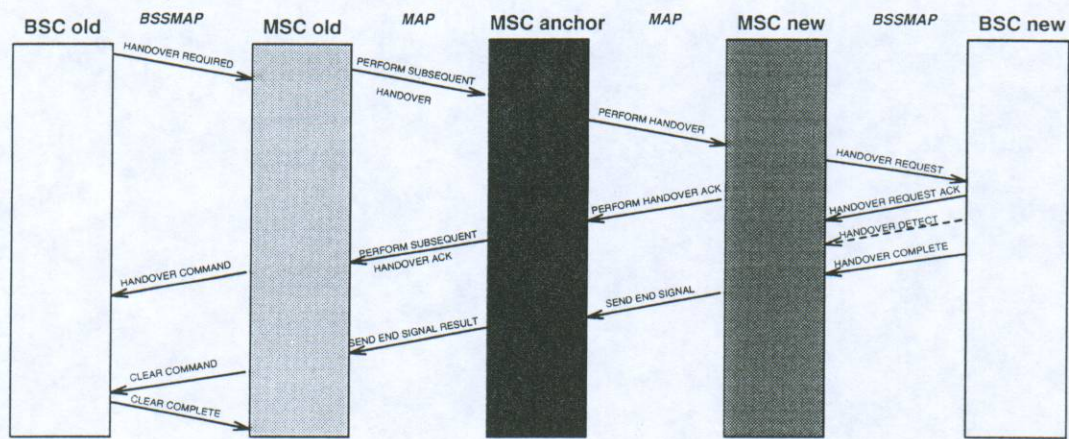 BSSMAP
MAP
MAP
BSSMAP
BSC old
MSC old
MSC anchor
MSC new
BSC new
HANDOVER REQUIRED
PERFORM SUBSEQUENT
HANDOVER
PERFORM HANDOVER
HANDOVER REQUEST
PERFORM HANDOVER ACK
HANDOVER REQUEST ACK
HANDOVER DETECT
PERFORM SUBSEQUENT
HANDOVER ACK
HANDOVER COMPLETE
HANDOVER COMMAND
SEND END SIGNAL
SEND END SIGNAL RESULT
CLEAR COMMAND
CLEAR COMPLETE